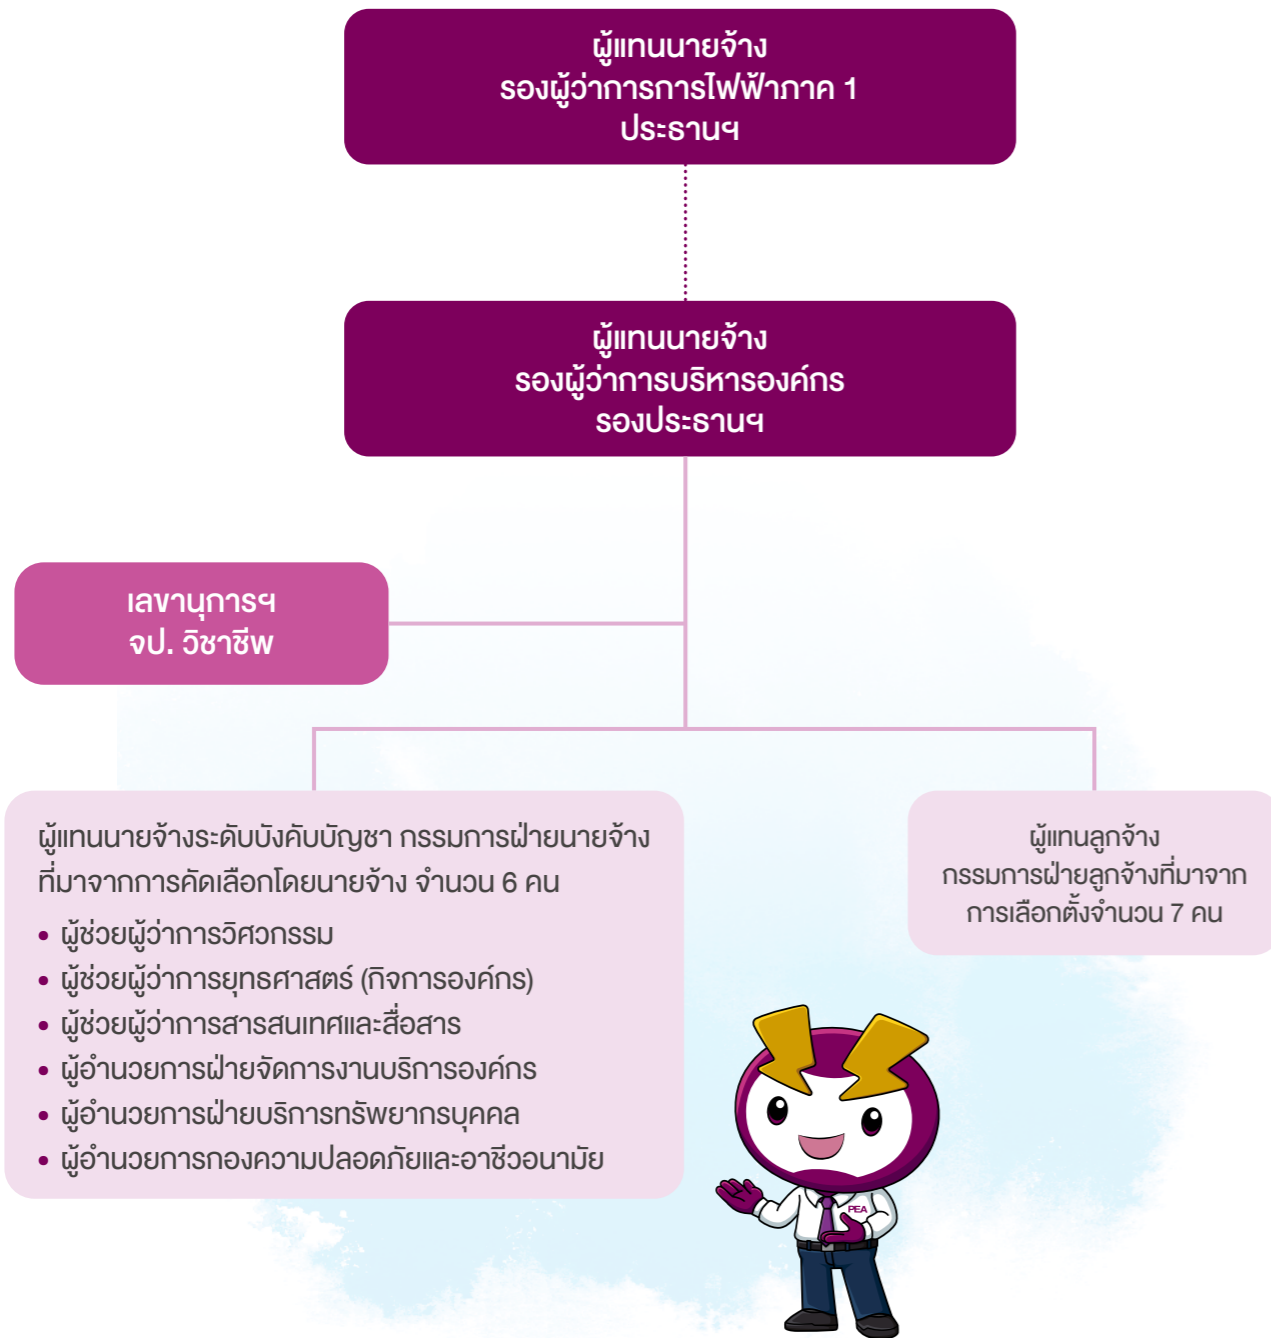 ผู้แทนนายจ้าง
รองผู้ว่าการการไฟฟ้าภาค 1
ประธานฯ
ผู้แทนนายจ้าง
รองผู้ว่าการบริหารองค์กร
รองประธานฯ
เลขานุการฯ
จป. วิชาชีพ
ผู้แทนนายจ้างระดับบังคับบัญชา กรรมการฝ่ายนายจ้าง
ที่มาจากการคัดเลือกโดยนายจ้าง จำนวน 6 คน
• ผู้ช่วยผู้ว่าการวิศวกรรม
• ผู้ช่วยผู้ว่าการยุทธศาสตร์ (กิจการองค์กร)
• ผู้ช่วยผู้ว่าการสารสนเทศและสื่อสาร
• ผู้อำนวยการฝ่ายจัดการงานบริการองค์กร
• ผู้อำนวยการฝ่ายบริการทรัพยากรบุคคล
• ผู้อำนวยการกองความปลอดภัยและอาชีวอนามัย
ผู้แทนลูกจ้าง
กรรมการฝ่ายลูกจ้างที่มาจาก
การเลือกตั้งจำนวน 7 คน
PEA